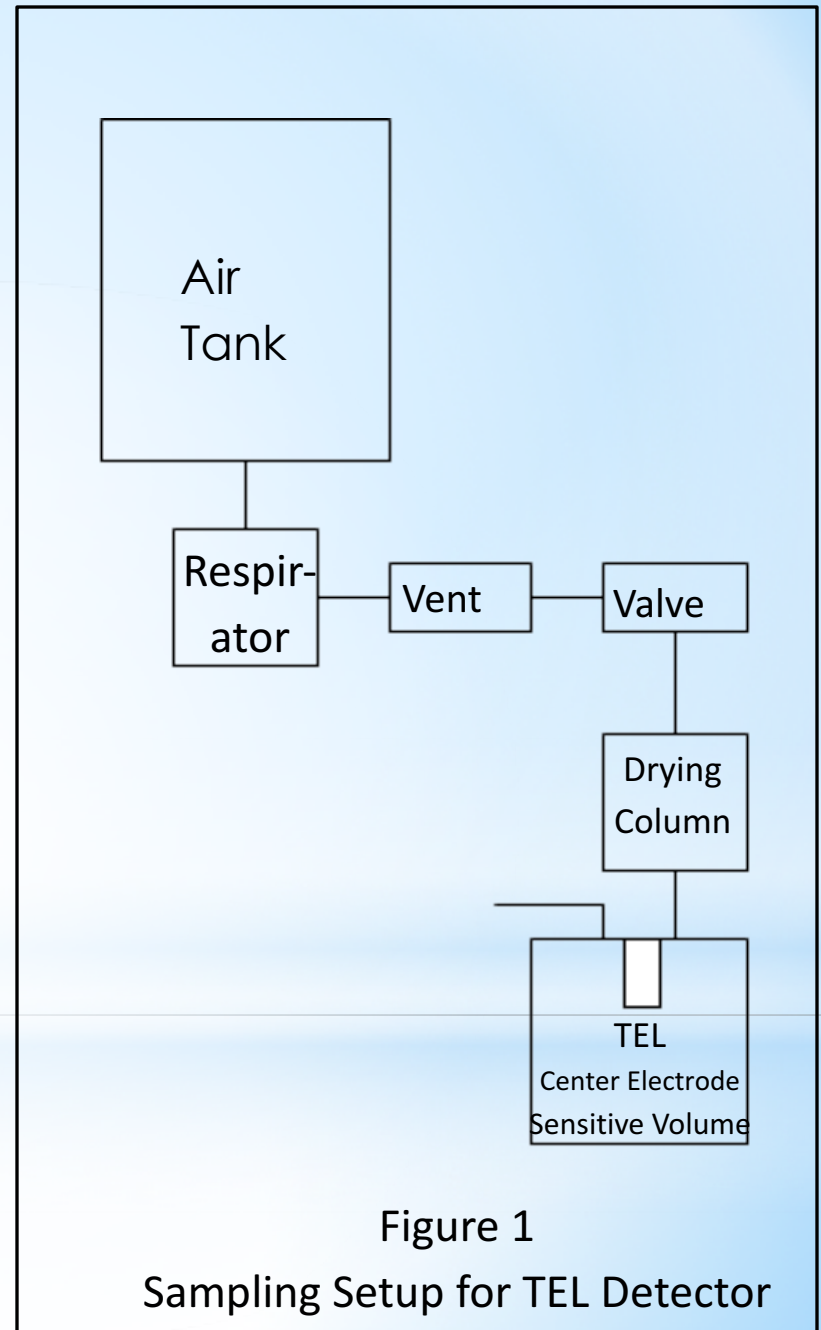 Air
Tank
Respir-
ator
Vent
Valve
Drying
Column
TEL
Center Electrode
Sensitive Volume
Figure 1
Sampling Setup for TEL Detector